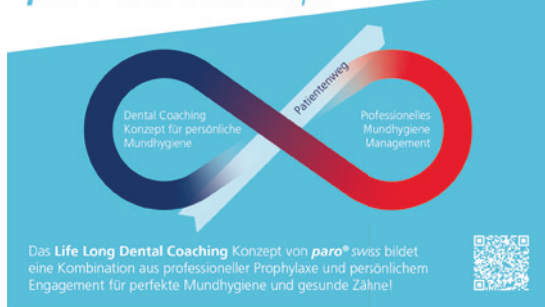 Patientenweg
Dental Coaching
Konzept für persönliche
Mundhygiene
Professionelles
Mundhygiene
Management
Das Life Long Dental Coaching Konzept von paro® swiss bildet
eine Kombination aus professioneller Prophylaxe und persönlichem
Engagement für perfekte Mundhygiene und gesunde Zähne!